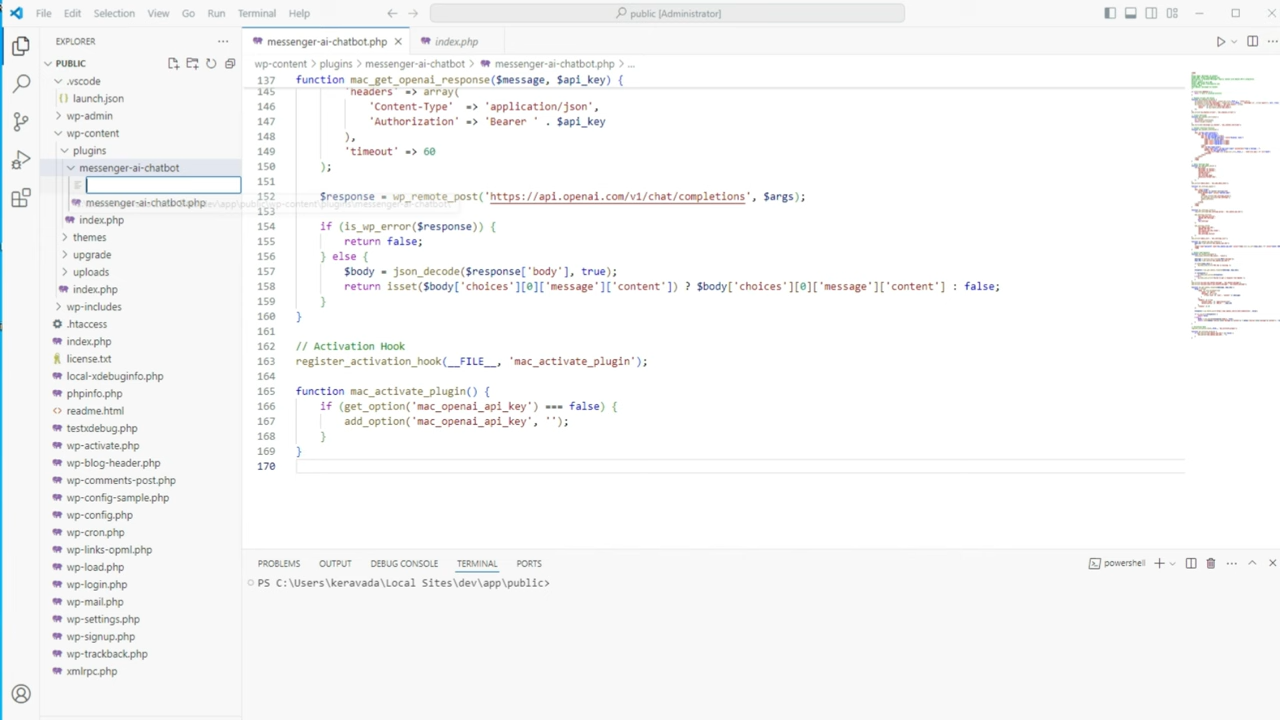 File Edit Selection View Go Run Terminal Help
public [Administrator]
EXPLORER
PUBLIC
.vscode
launch.json
wp-admin
wp-content
plugins
messenger-ai-chatbot
messenger-ai-chatbot.php
index.php
themes
upgrade
uploads
index.php
wp-includes
.htaccess
index.php
license.txt
local-xdebuginfo.php
phpinfo.php
readme.html
testxdebug.php
wp-activate.php
wp-blog-header.php
wp-comments-post.php
wp-config-sample.php
wp-config.php
wp-cron.php
wp-links-opml.php
wp-load.php
wp-login.php
wp-mail.php
wp-settings.php
wp-signup.php
wp-trackback.php
xmlrpc.php
messenger-ai-chatbot.php index.php
wp-content > plugins > messenger-ai-chatbot > messenger-ai-chatbot.php > ...
137 function mac_get_openai_response($message, $api_key) {
145 'headers' => array(
146 'Content-Type' => 'application/json',
147 'Authorization' => 'Bearer ' . $api_key
148 ),
149 'timeout' => 60
150 );
151
152 $response = wp_remote_post('https://api.openai.com/v1/chat/completions', $args);
153
154 if (is_wp_error($response)) {
155 return false;
156 } else {
157 $body = json_decode($response['body'], true);
158 return isset($body['choices'][0]['message']['content']) ? $body['choices'][0]['message']['content'] : false;
159 }
160 }
161
162 // Activation Hook
163 register_activation_hook(__FILE__, 'mac_activate_plugin');
164
165 function mac_activate_plugin() {
166 if (get_option('mac_openai_api_key') === false) {
167 add_option('mac_openai_api_key', '');
168 }
169 }
170
PROBLEMS OUTPUT DEBUG CONSOLE TERMINAL PORTS
powershell
PS C:\Users\keravada\Local Sites\dev\app\public>